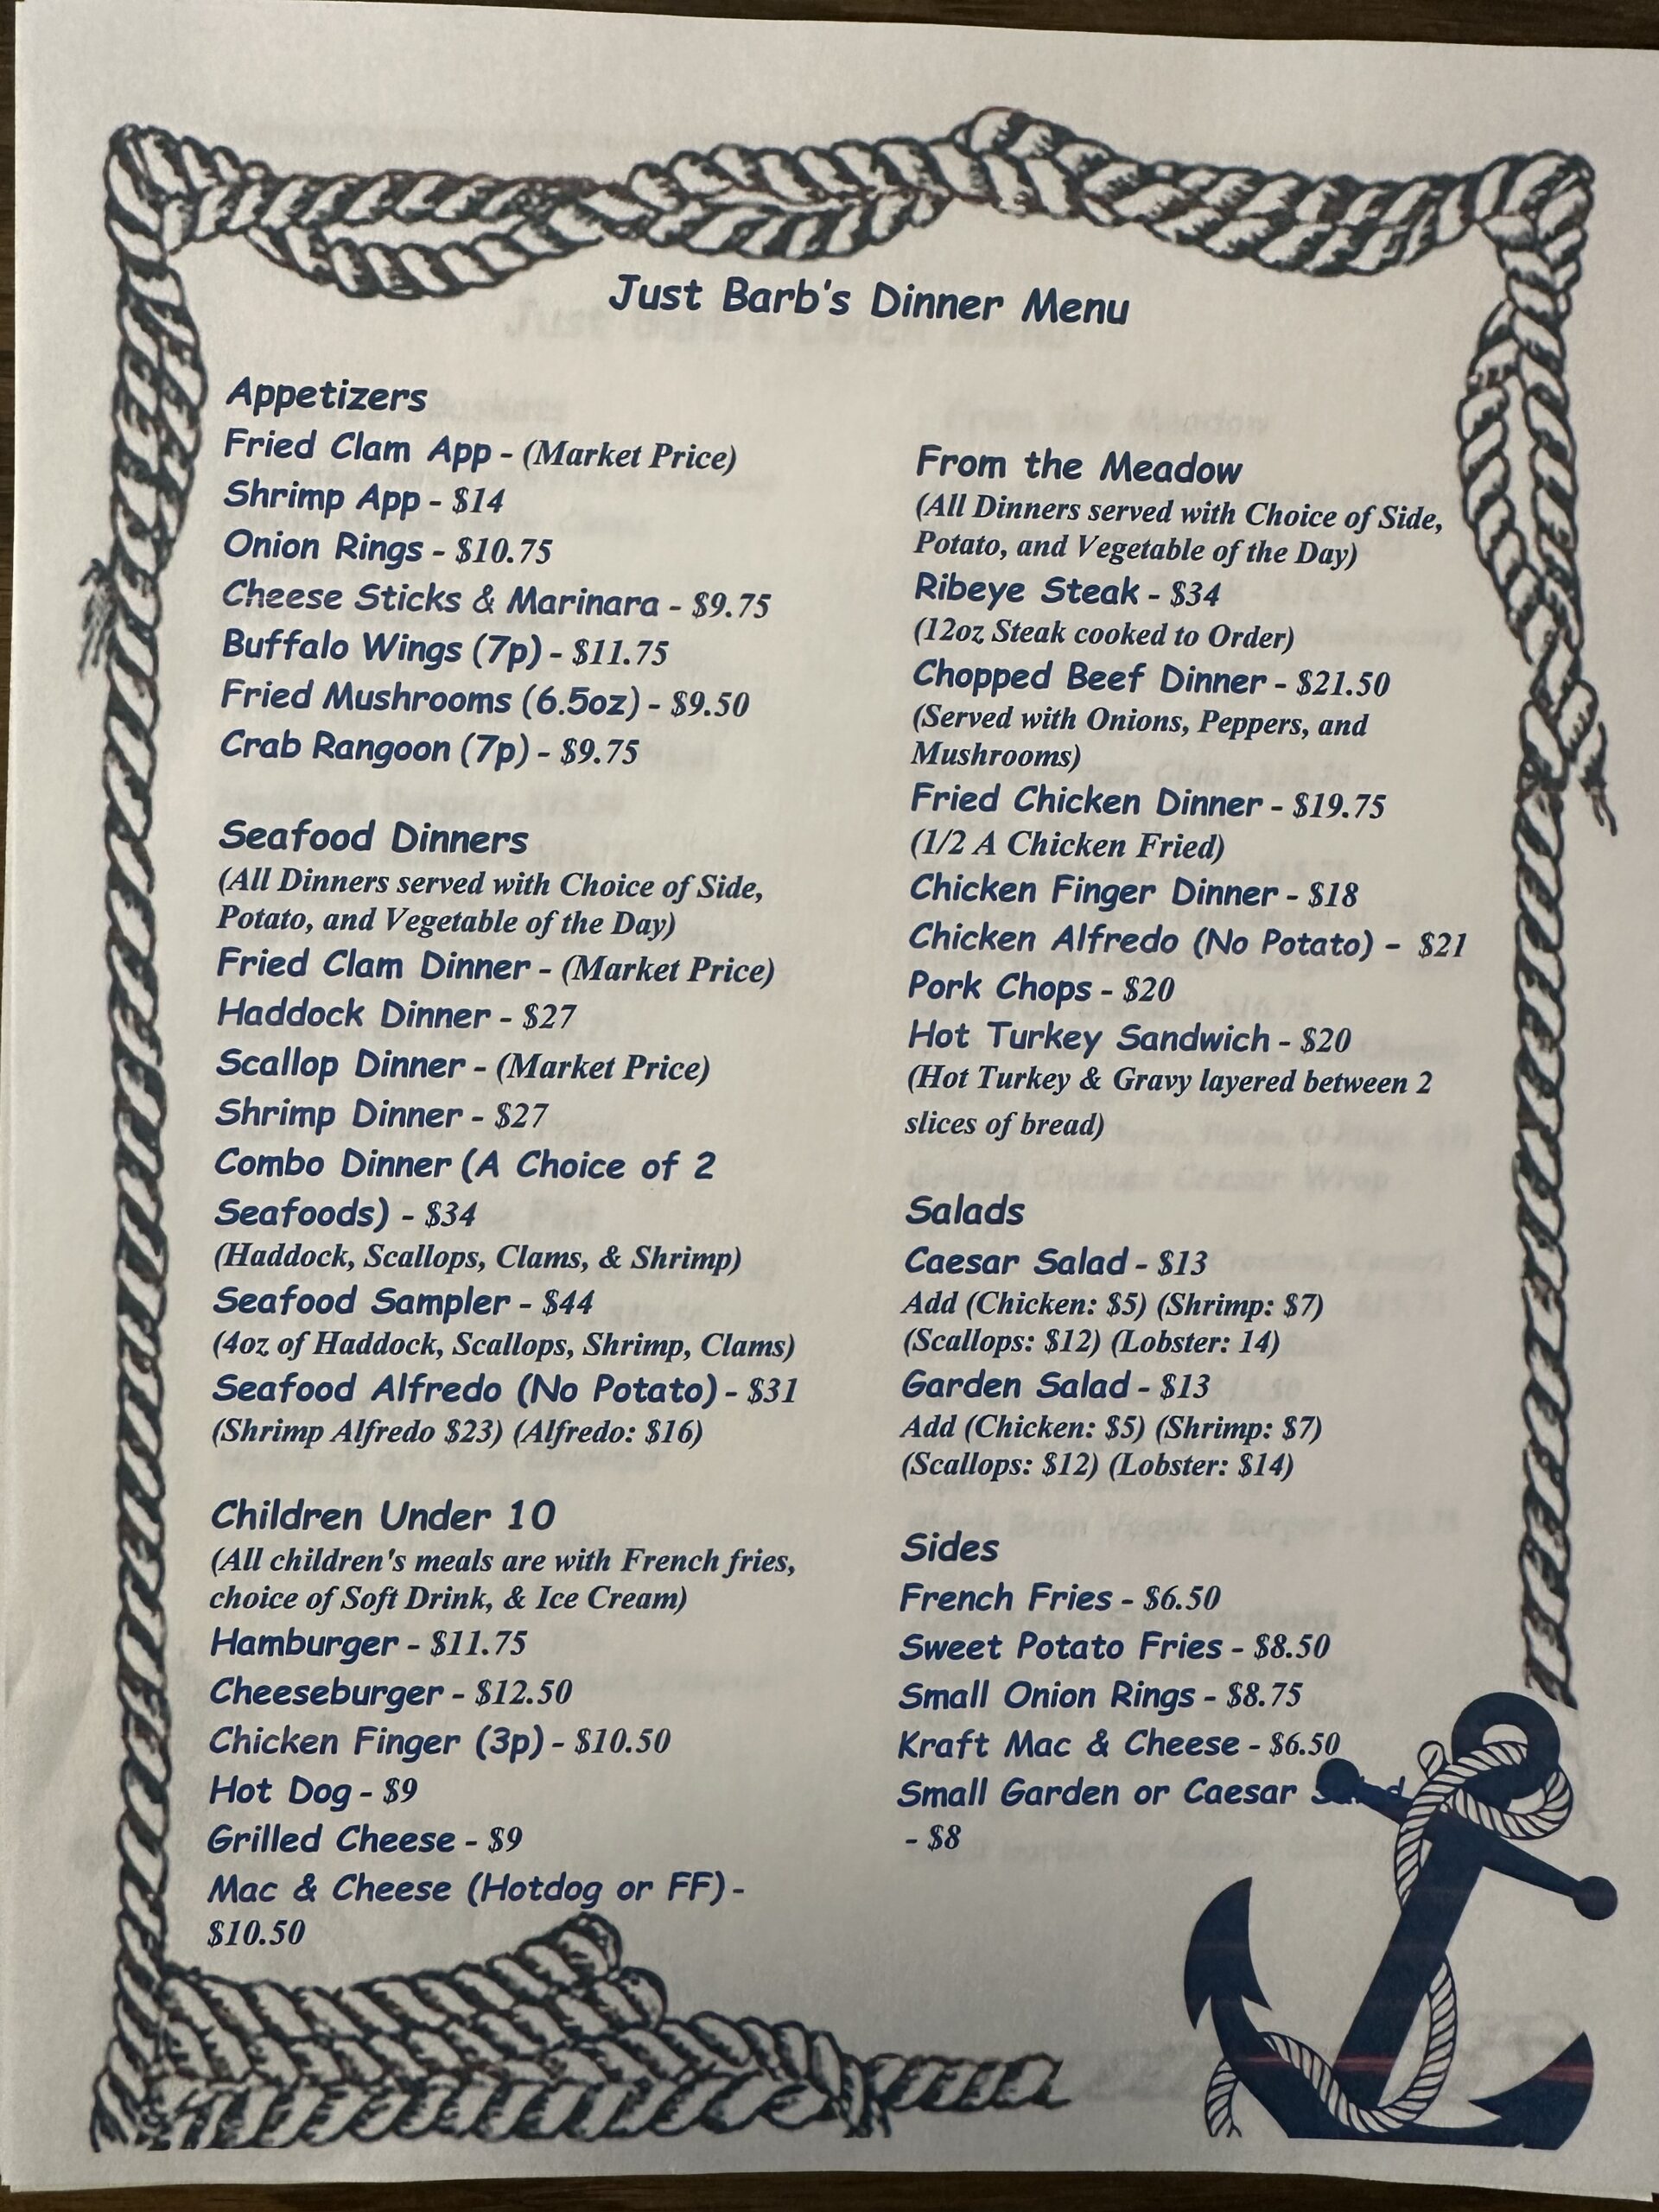 Just Barb's Dinner Menu
Appetizers
Fried Clam App - (Market Price)
Shrimp App - $14
Onion Rings - $10.75
Cheese Sticks & Marinara - $9.75
Buffalo Wings (7p) - $11.75
Fried Mushrooms (6.5oz) - $9.50
Crab Rangoon (7p) - $9.75
Seafood Dinners
(All Dinners served with Choice of Side,
Potato, and Vegetable of the Day)
Fried Clam Dinner - (Market Price)
Haddock Dinner - $27
Scallop Dinner - (Market Price)
Shrimp Dinner - $27
Combo Dinner (A Choice of 2
Seafoods) - $34
(Haddock, Scallops, Clams, & Shrimp)
Seafood Sampler - $44
(4oz of Haddock, Scallops, Shrimp, Clams)
Seafood Alfredo (No Potato) - $31
(Shrimp Alfredo $23) (Alfredo: $16)
Children Under 10
(All children's meals are with French fries,
choice of Soft Drink, & Ice Cream)
Hamburger - $11.75
Cheeseburger - $12.50
Chicken Finger (3p) - $10.50
Hot Dog - $9
Grilled Cheese - $9
Mac & Cheese (Hotdog or FF) -
$10.50
From the Meadow
(All Dinners served with Choice of Side,
Potato, and Vegetable of the Day)
Ribeye Steak - $34
(12oz Steak cooked to Order)
Chopped Beef Dinner - $21.50
(Served with Onions, Peppers, and
Mushrooms)
Fried Chicken Dinner - $19.75
(1/2 A Chicken Fried)
Chicken Finger Dinner - $18
Chicken Alfredo (No Potato) - $21
Pork Chops - $20
Hot Turkey Sandwich - $20
(Hot Turkey & Gravy layered between 2
slices of bread)
Salads
Caesar Salad - $13
Add (Chicken: $5) (Shrimp: $7)
(Scallops: $12) (Lobster: 14)
Garden Salad - $13
Add (Chicken: $5) (Shrimp: $7)
(Scallops: $12) (Lobster: $14)
Sides
French Fries - $6.50
Sweet Potato Fries - $8.50
Small Onion Rings - $8.75
Kraft Mac & Cheese - $6.50
Small Garden or Caesar Salad
- $8